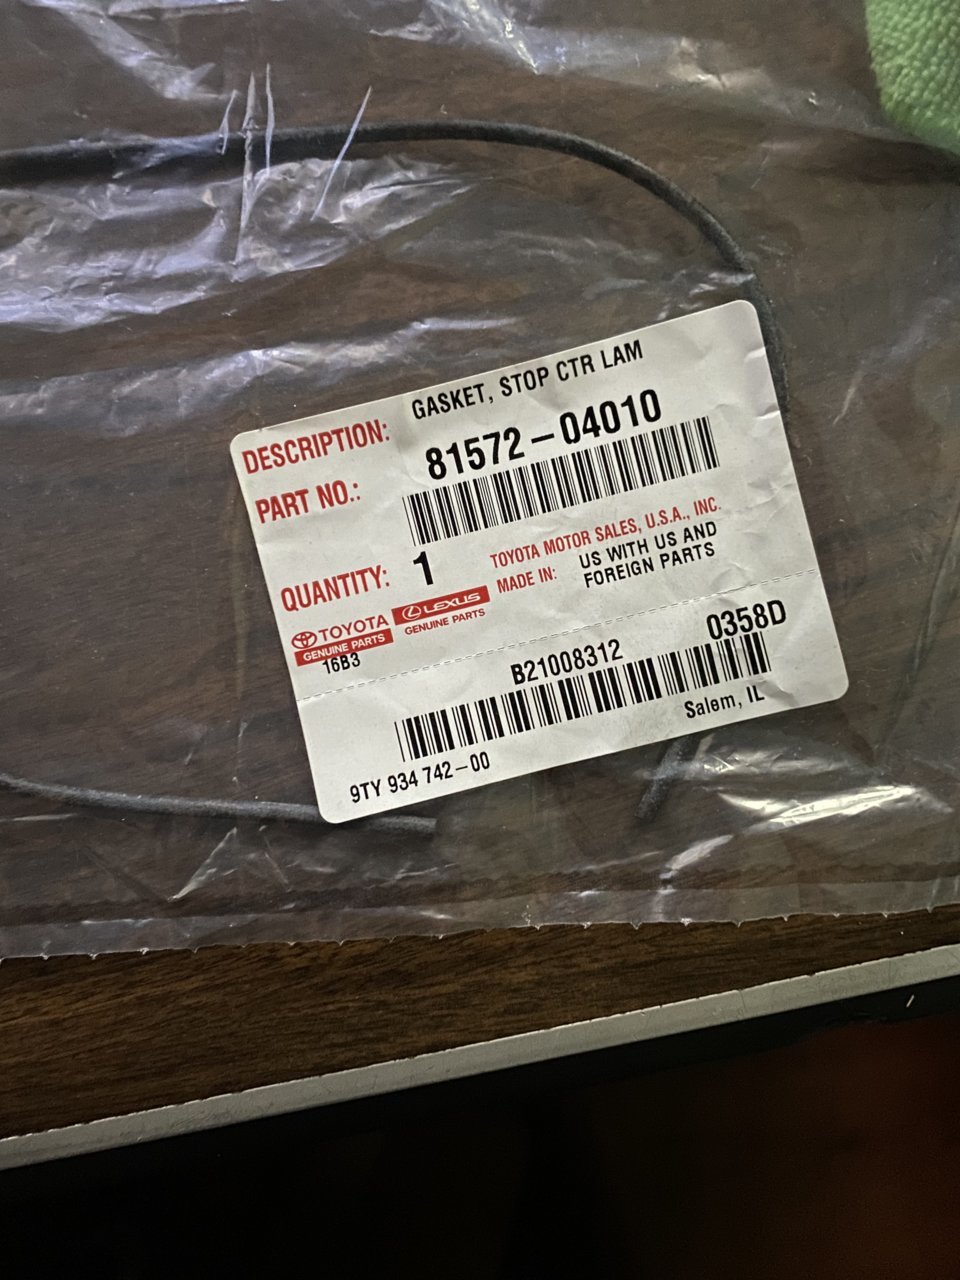 DESCRIPTION: GASKET, STOP CTR LAM
PART NO.: 81572-04010
QUANTITY: 1
TOYOTA MOTOR SALES, U.S.A., INC.
MADE IN: US WITH US AND
FOREIGN PARTS
TOYOTA
GENUINE PARTS
LEXUS
GENUINE PARTS
16B3
B21008312
0358D
Salem, IL
9TY 934 742-00